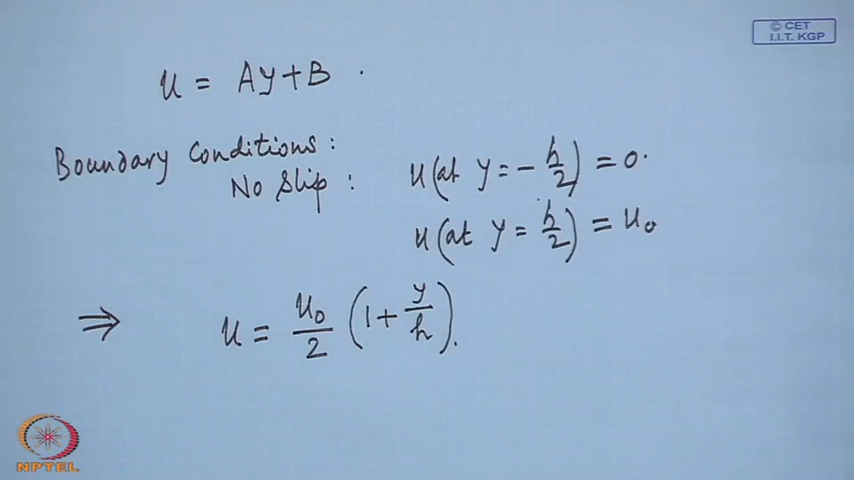 © CET
I.I.T. KGP
u = Ay + B .
Boundary Conditions :
No Slip : u(at y = - h/2) = 0.
u(at y = h/2) = u₀
⇒ u = u₀/2 (1 + y/h).
NPTEL